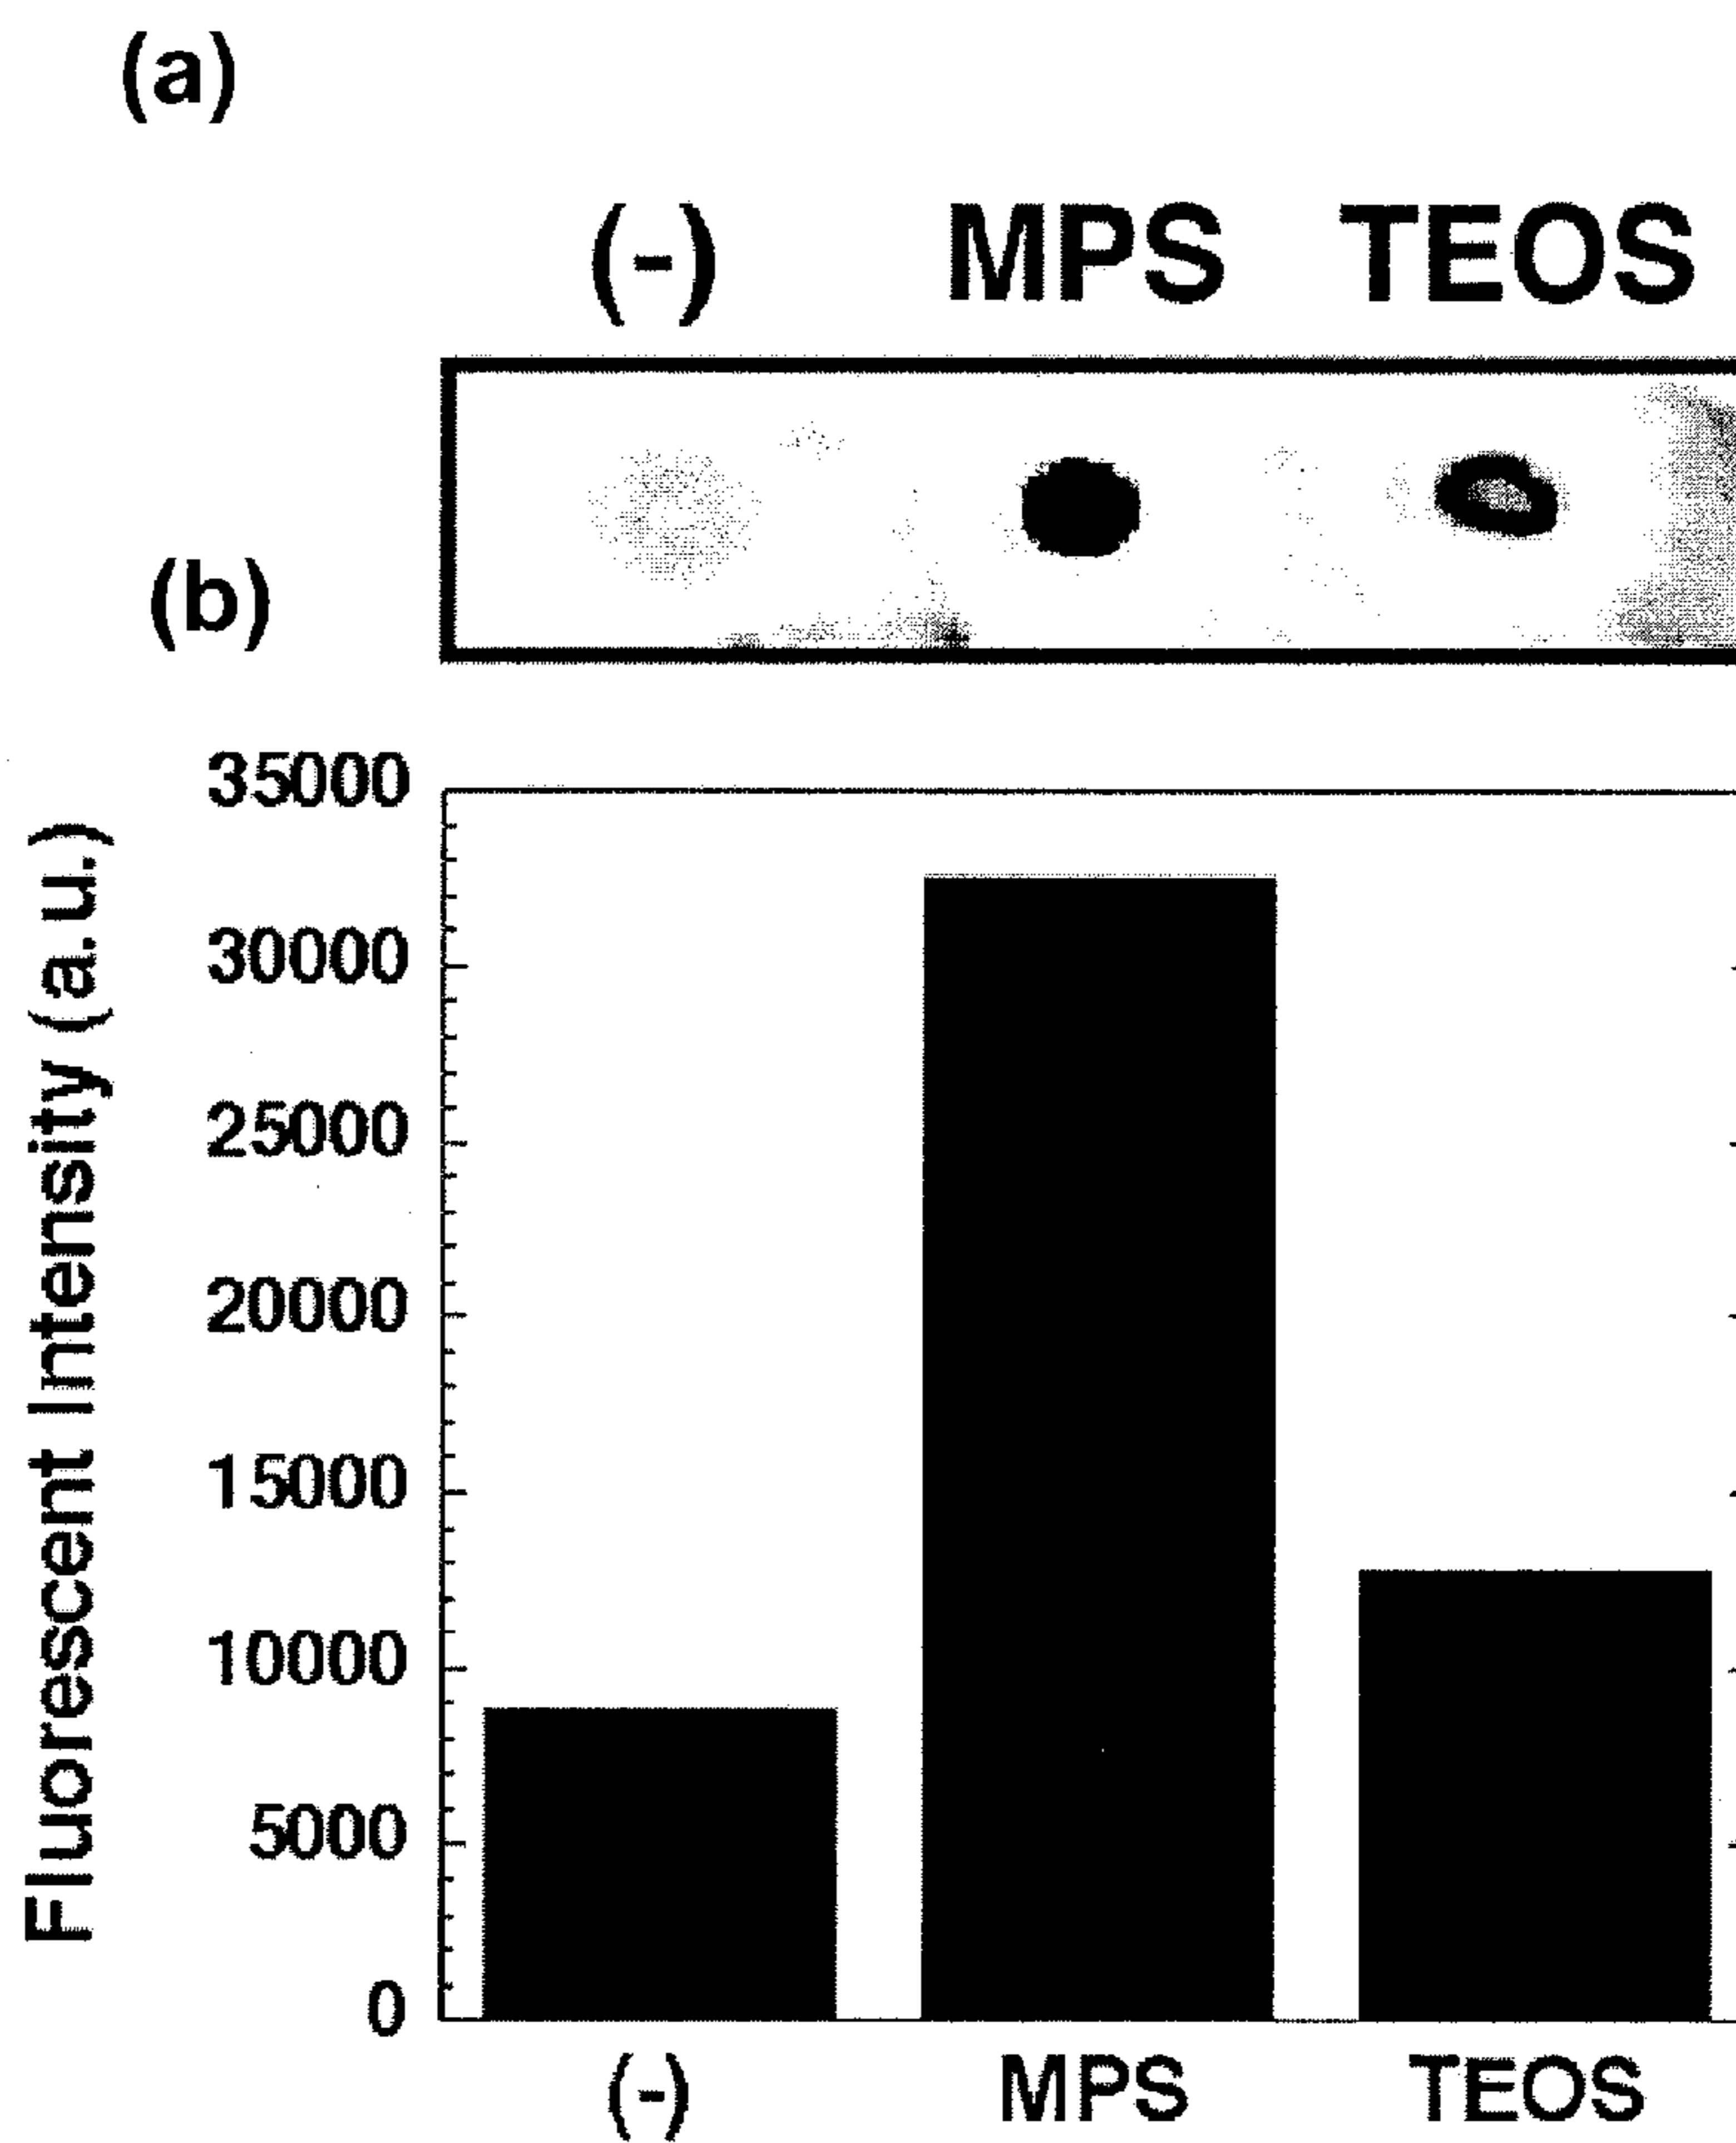 (a)
(-) MPS TEOS
(b)
Fluorescent Intensity (a.u.)
35000
30000
25000
20000
15000
10000
5000
0
(-) MPS TEOS